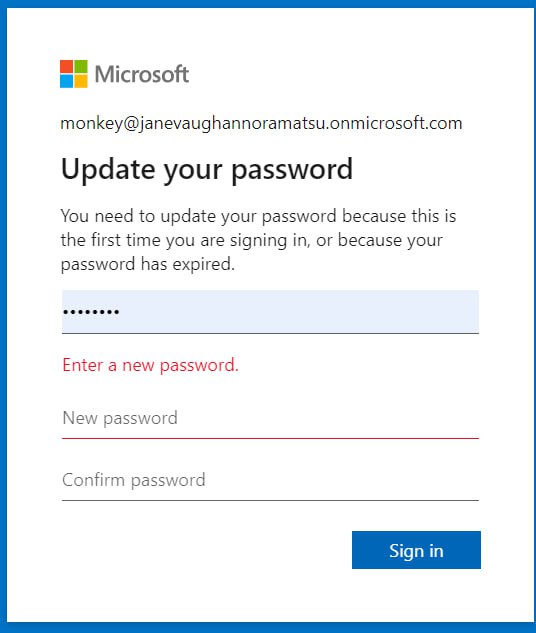 Microsoft
monkey@janevaughannoramatsu.onmicrosoft.com
Update your password
You need to update your password because this is
the first time you are signing in, or because your
password has expired.
••••••••
Enter a new password.
New password
Confirm password
Sign in